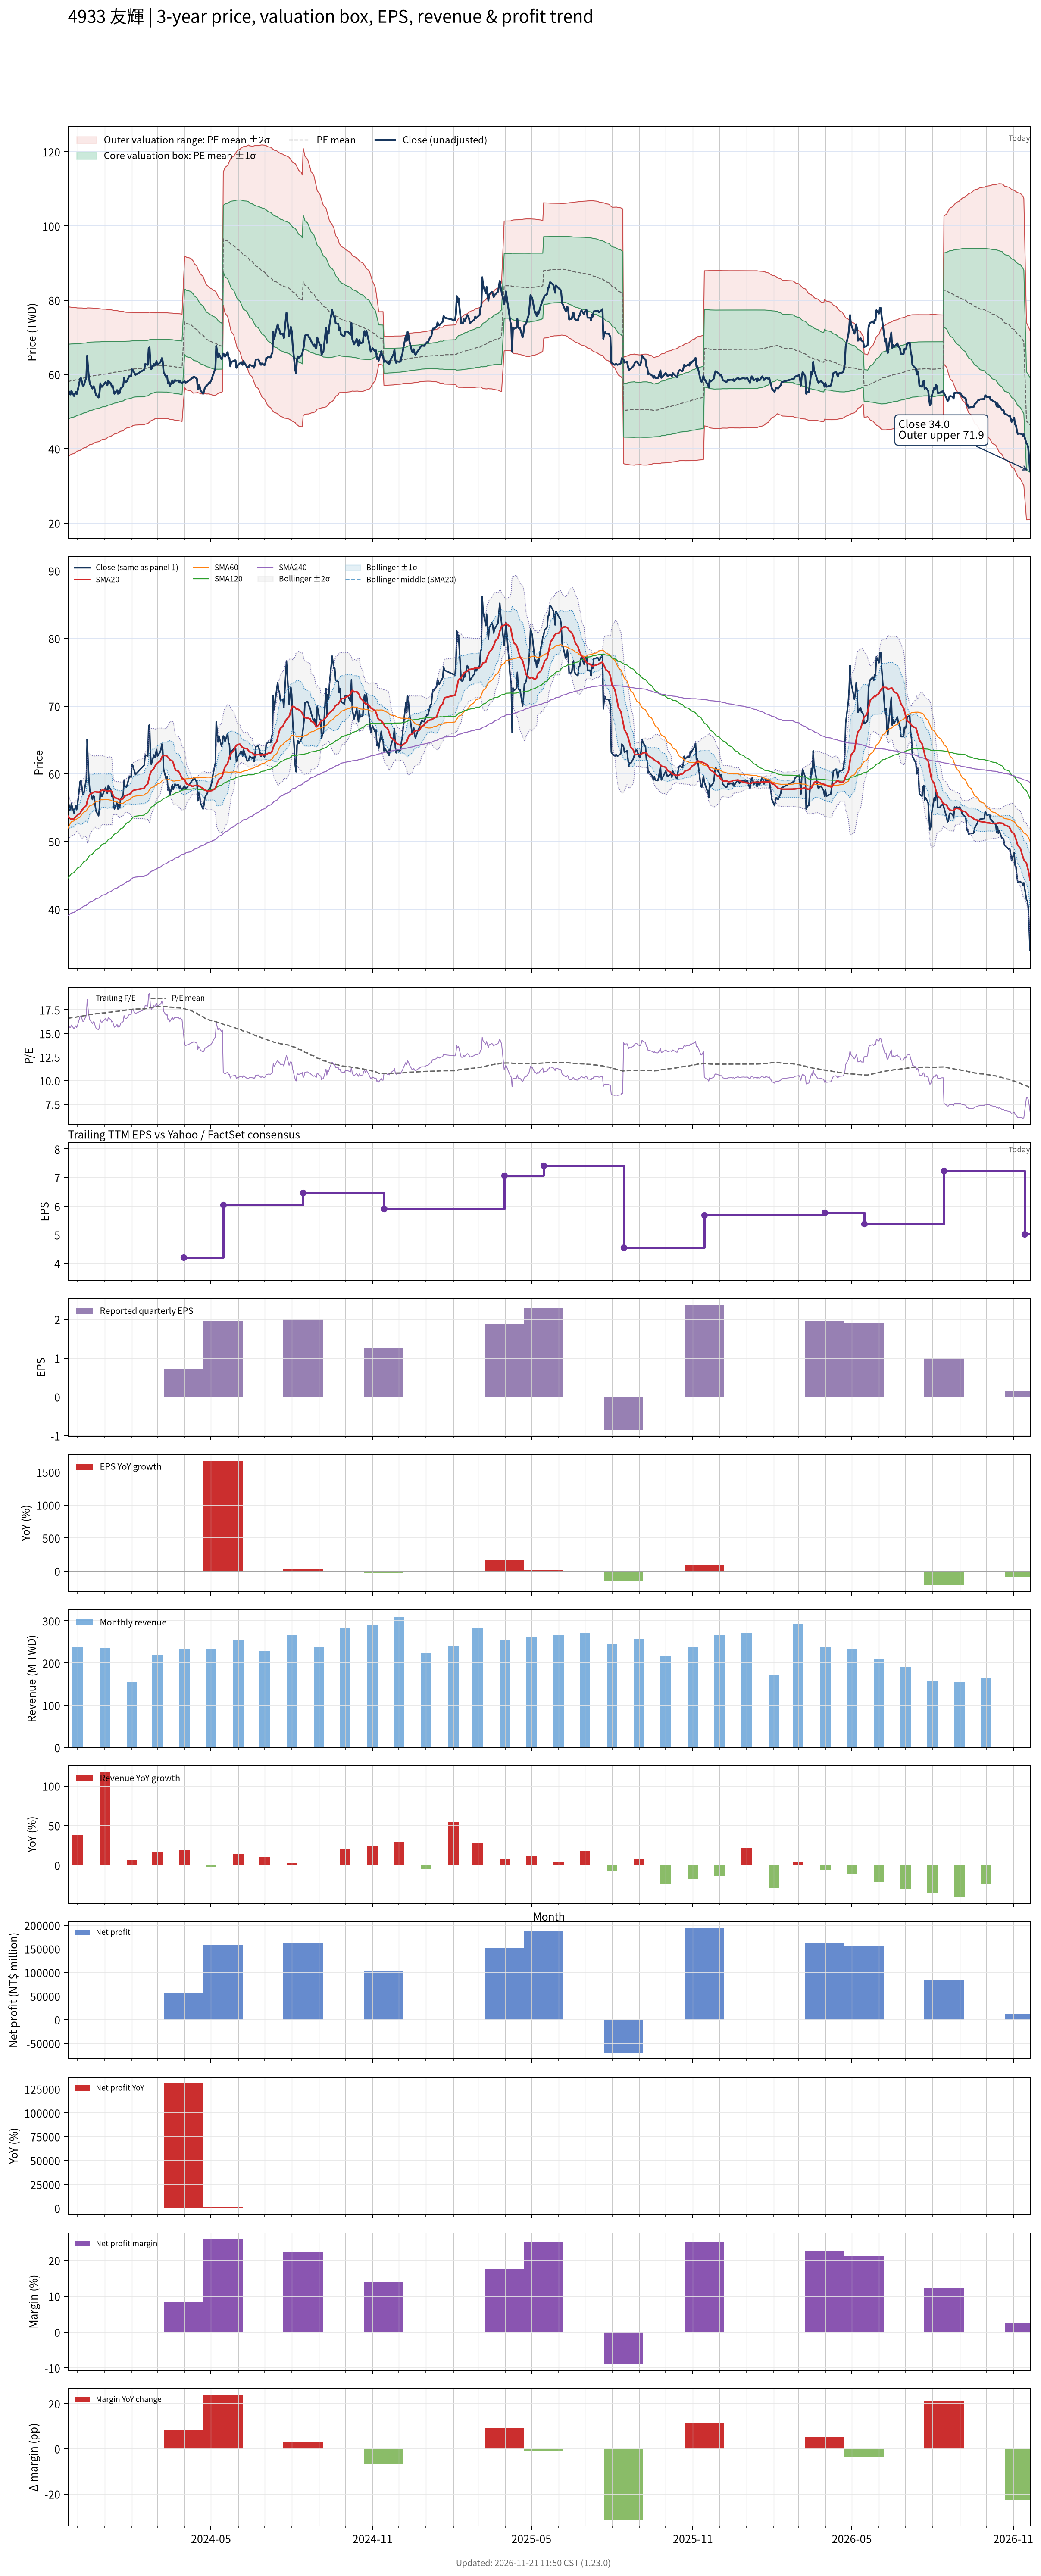 4933 友輝 | 3-year price, valuation box, EPS, revenue & profit trend
Outer valuation range: PE mean ±2σ
PE mean
Close (unadjusted)
Core valuation box: PE mean ±1σ
Today
Price (TWD)
120
100
80
60
40
20
Close 34.0
Outer upper 71.9
Close (same as panel 1)
SMA20
SMA60
SMA120
SMA240
Bollinger ±2σ
Bollinger ±1σ
Bollinger middle (SMA20)
Price
90
80
70
60
50
40
Trailing P/E
P/E mean
P/E
17.5
15.0
12.5
10.0
7.5
Trailing TTM EPS vs Yahoo / FactSet consensus
Today
EPS
8
7
6
5
4
Reported quarterly EPS
EPS
2
1
0
-1
EPS YoY growth
YoY (%)
1500
1000
500
0
Monthly revenue
Revenue (M TWD)
300
200
100
0
Revenue YoY growth
YoY (%)
100
50
0
Month
Net profit
Net profit (NT$ million)
200000
150000
100000
50000
0
-50000
Net profit YoY
YoY (%)
125000
100000
75000
50000
25000
0
Net profit margin
Margin (%)
20
10
0
-10
Margin YoY change
Δ margin (pp)
20
0
-20
2024-05
2024-11
2025-05
2025-11
2026-05
2026-11
Updated: 2026-11-21 11:50 CST (1.23.0)